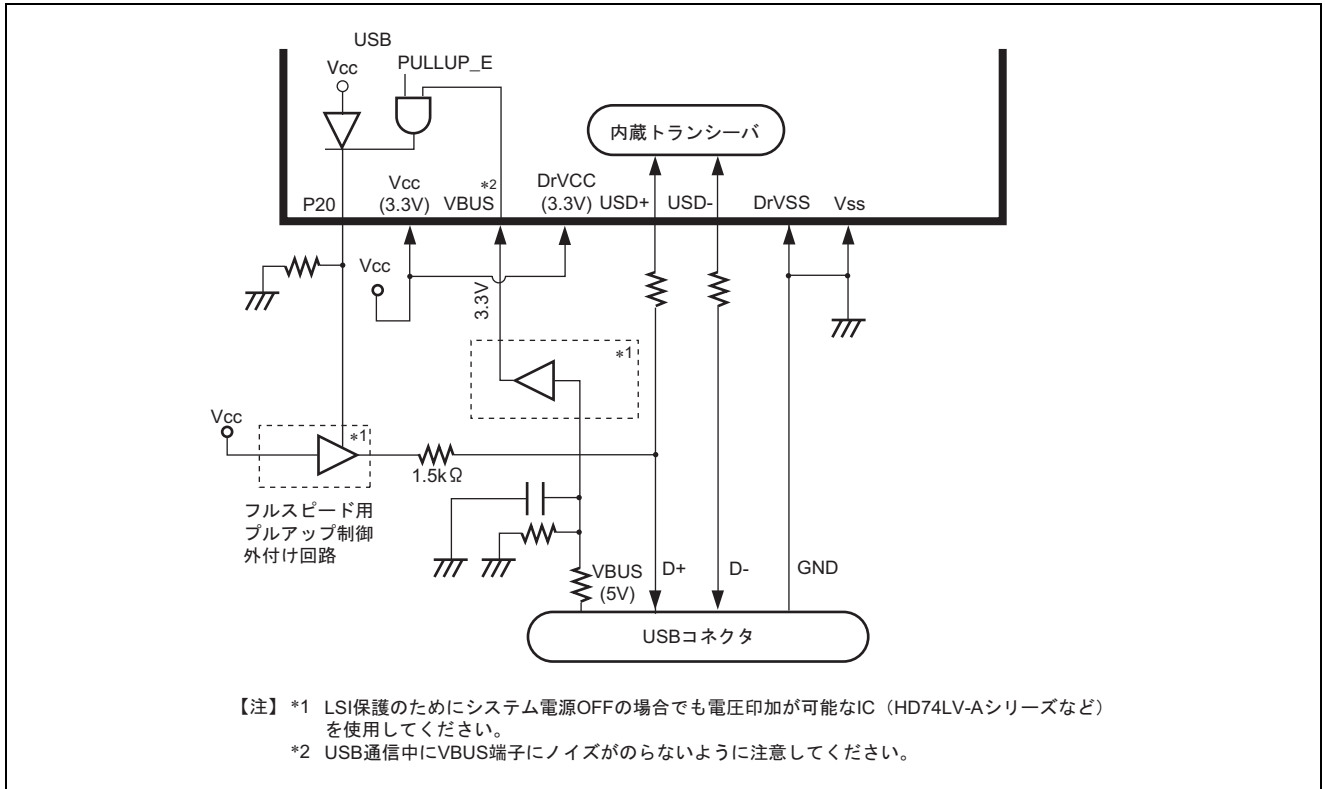 USB
Vcc
PULLUP_E
内蔵トランシーバ
P20
Vcc
(3.3V)
*2
VBUS
DrVCC
(3.3V)
USD+
USD-
DrVSS
Vss
Vcc
3.3V
*1
Vcc
*1
1.5kΩ
フルスピード用
プルアップ制御
外付け回路
VBUS
(5V)
D+
D-
GND
USBコネクタ
【注】 *1 LSI保護のためにシステム電源OFFの場合でも電圧印加が可能なIC（HD74LV-Aシリーズなど）
を使用してください。
*2 USB通信中にVBUS端子にノイズがのらないように注意してください。